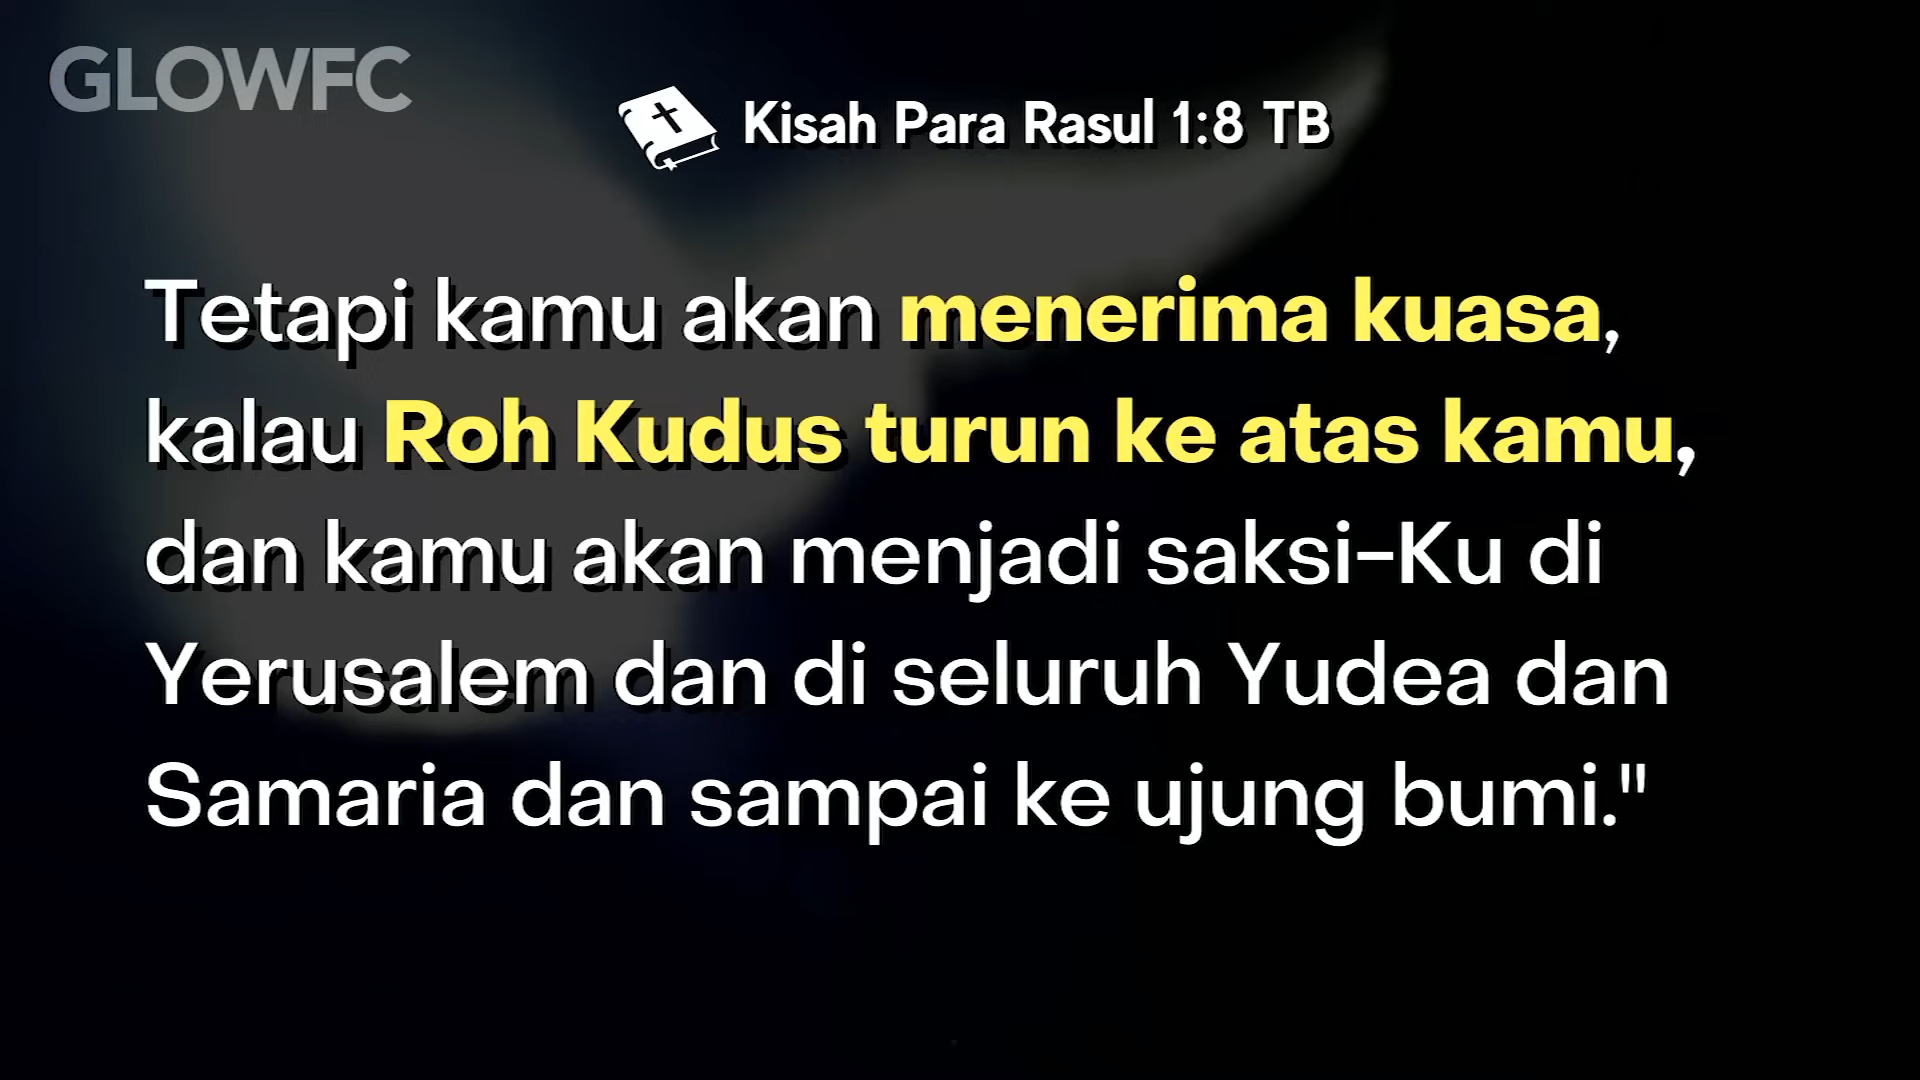 GLOWFC
Kisah Para Rasul 1:8 TB
Tetapi kamu akan menerima kuasa,
kalau Roh Kudus turun ke atas kamu,
dan kamu akan menjadi saksi-Ku di
Yerusalem dan di seluruh Yudea dan
Samaria dan sampai ke ujung bumi."